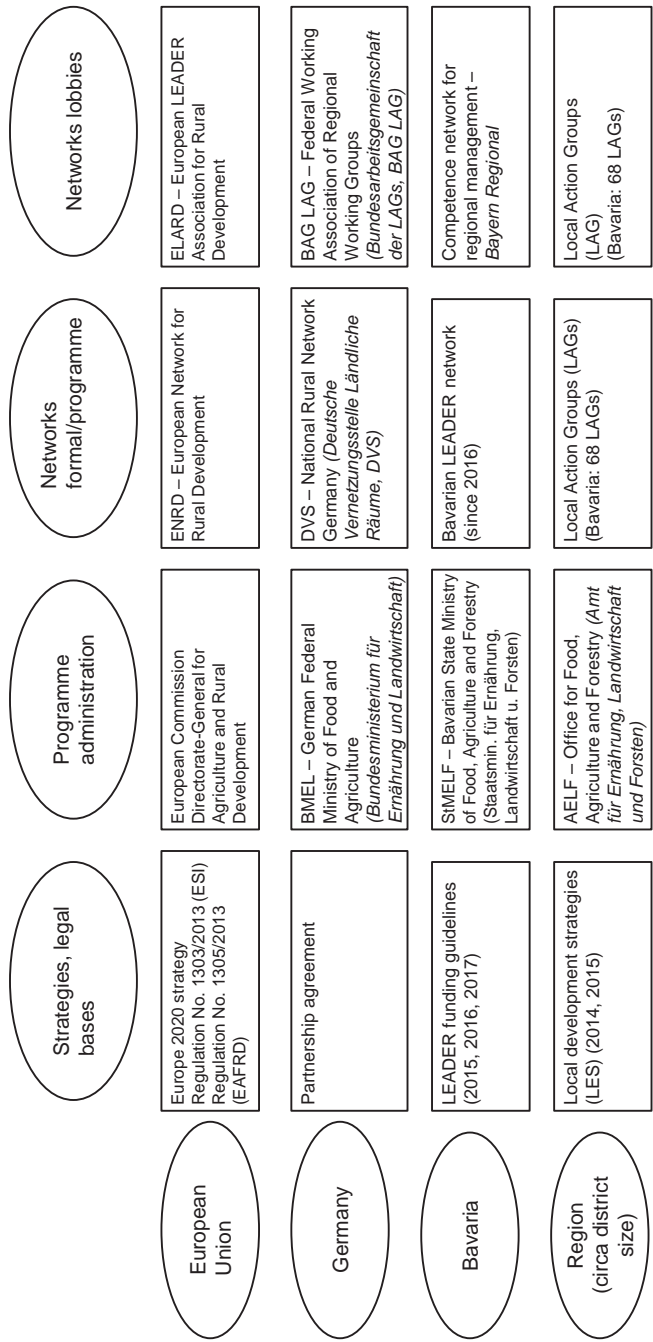 Strategies, legal
bases
Programme
administration
Networks
formal/programme
Networks lobbies
European
Union
Europe 2020 strategy
Regulation No. 1303/2013 (ESI)
Regulation No. 1305/2013
(EAFRD)
European Commission
Directorate-General for
Agriculture and Rural
Development
ENRD – European Network for
Rural Development
ELARD – European LEADER
Association for Rural
Development
Germany
Partnership agreement
BMEL – German Federal
Ministry of Food and
Agriculture
(Bundesministerium für
Ernährung und Landwirtschaft)
DVS – National Rural Network
Germany (Deutsche
Vernetzungsstelle Ländliche
Räume, DVS)
BAG LAG – Federal Working
Association of Regional
Working Groups
(Bundesarbeitsgemeinschaft
der LAGs, BAG LAG)
Bavaria
LEADER funding guidelines
(2015, 2016, 2017)
StMELF – Bavarian State Ministry
of Food, Agriculture and Forestry
(Staatsmin. für Ernährung,
Landwirtschaft u. Forsten)
Bavarian LEADER network
(since 2016)
Competence network for
regional management –
Bayern Regional
Region
(circa district
size)
Local development strategies
(LES) (2014, 2015)
AELF – Office for Food,
Agriculture and Forestry (Amt
für Ernährung, Landwirtschaft
und Forsten)
Local Action Groups (LAGs)
(Bavaria: 68 LAGs)
Local Action Groups
(LAG)
(Bavaria: 68 LAGs)